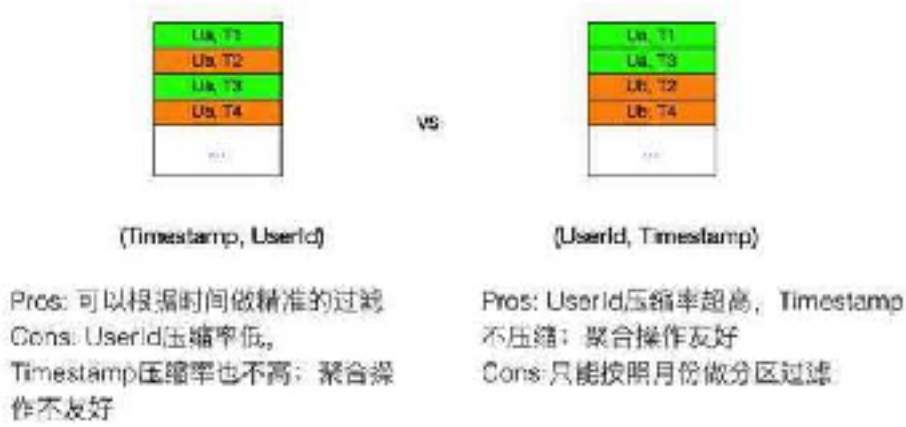 Ua, T1
Ub, T2
Ua, T3
Ub, T4
...
vs
Ua, T1
Ua, T3
Ub, T2
Ub, T4
...
(Timestamp, UserId)
(UserId, Timestamp)
Pros: 可以根据时间做精准的过滤
Cons: UserId压缩率低。
Timestamp压缩率也不高；聚合操
作不友好
Pros: UserId压缩率超高，Timestamp
不压缩；聚合操作友好
Cons: 只能按照月份做分区过滤